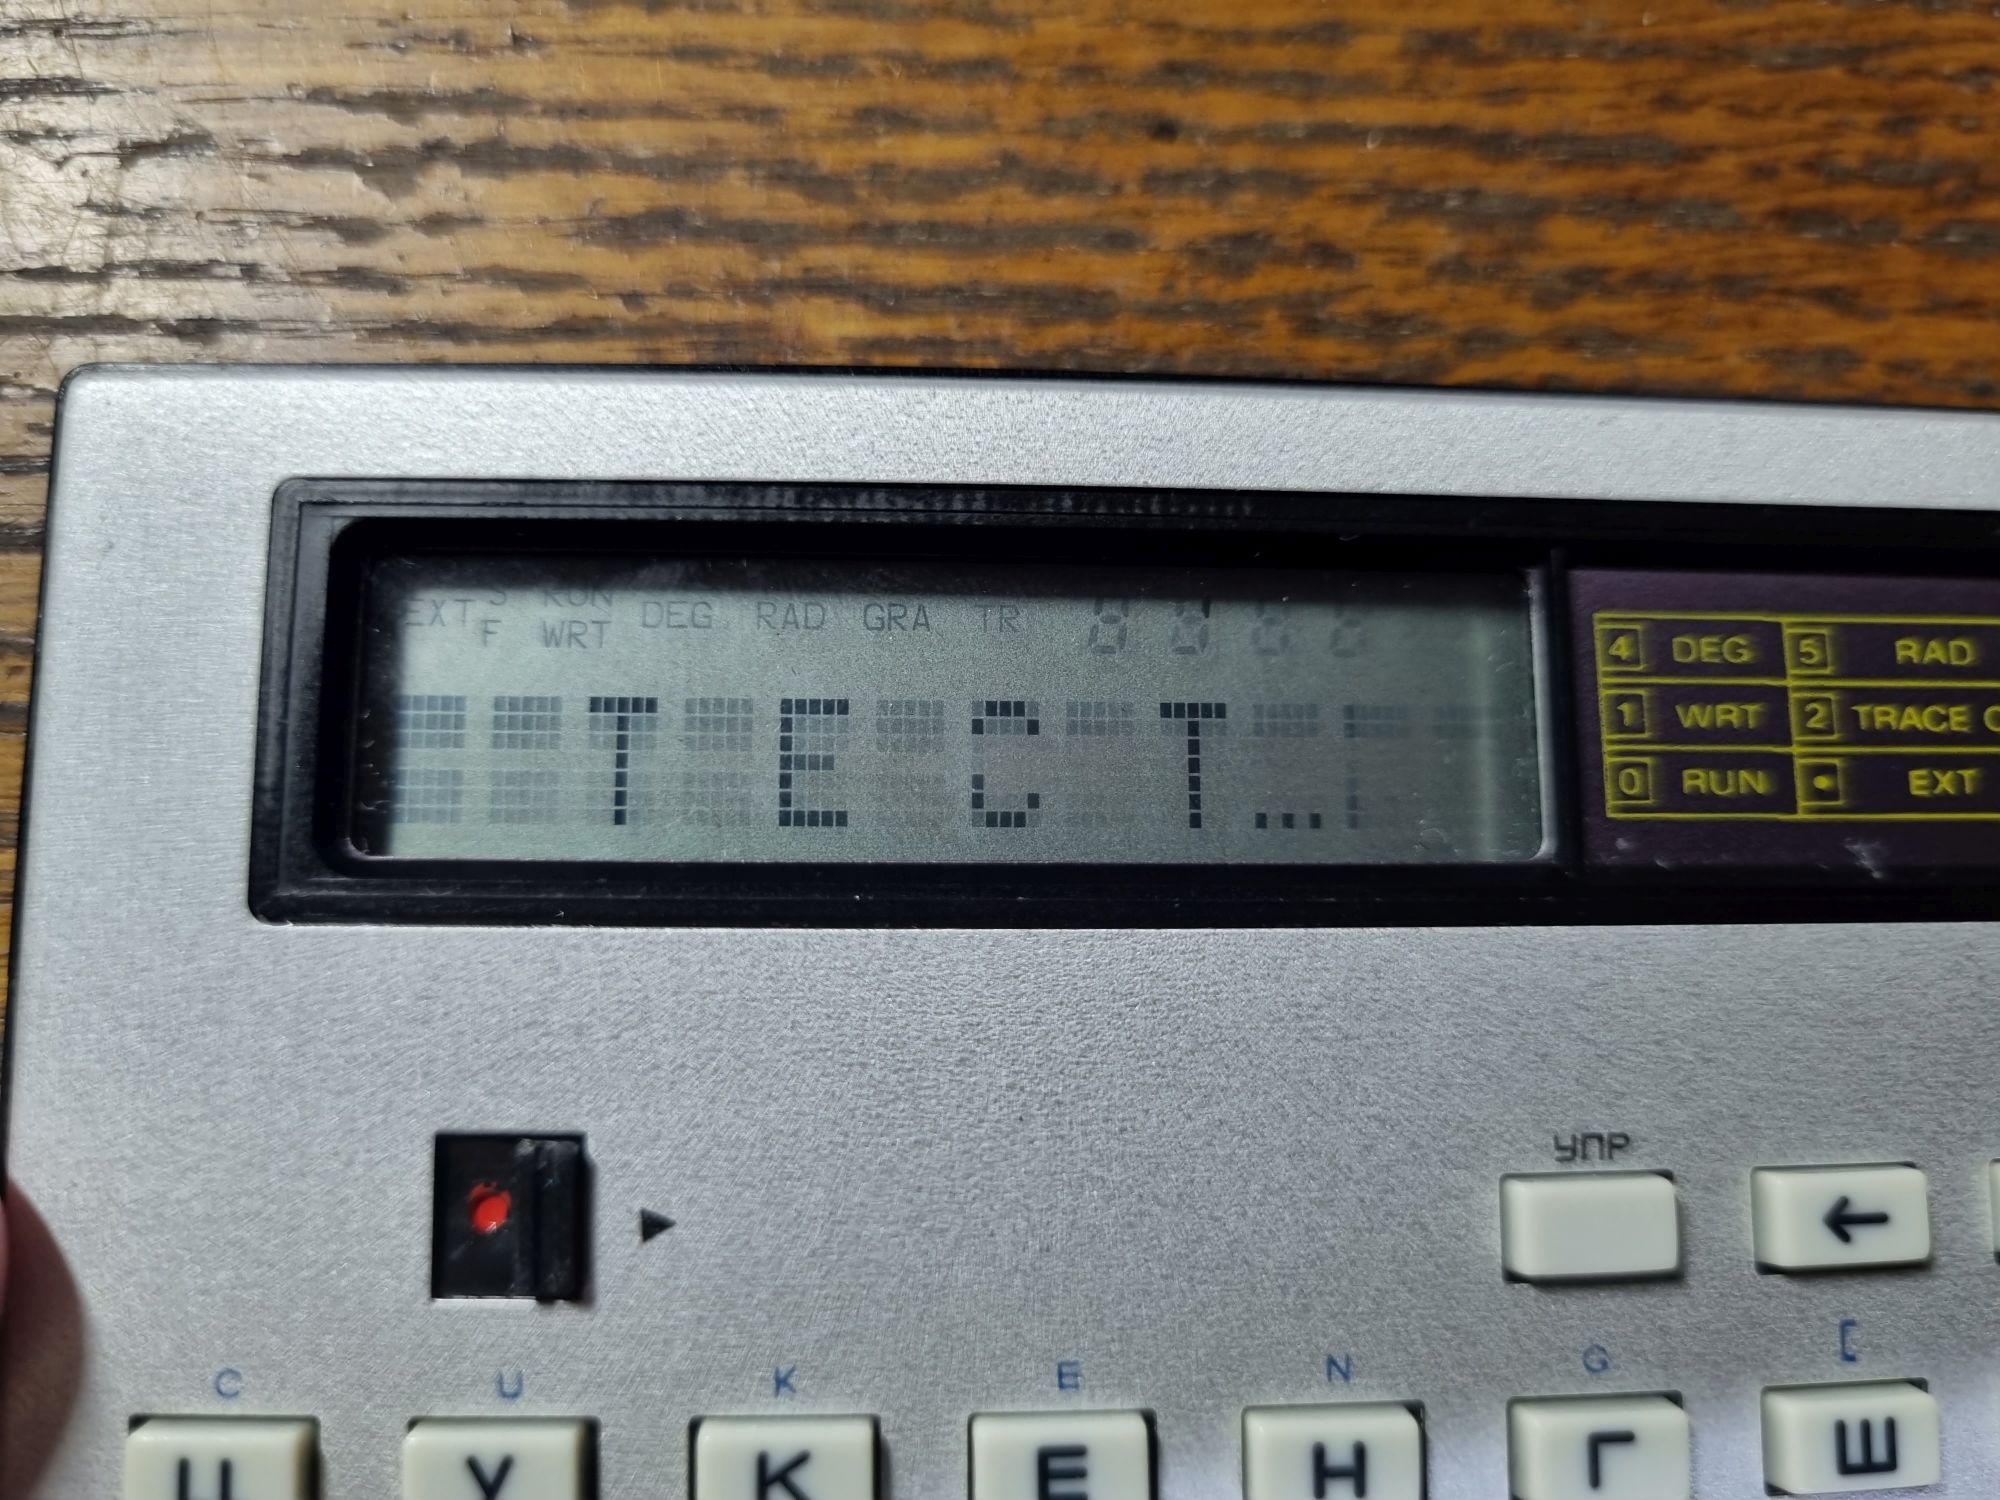 EXT S RUN DEG RAD GRA TR
F WRT
Т Е С Т...
4 DEG 5 RAD
1 WRT 2 TRACE
0 RUN • EXT
УПР
←
C U K E N G [
Ц У К Е Н Г Ш